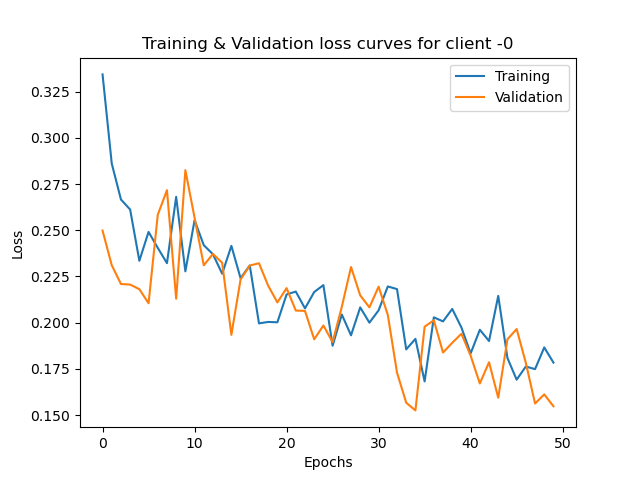 Training & Validation loss curves for client -0
Training
Validation
Loss
0.325
0.300
0.275
0.250
0.225
0.200
0.175
0.150
0
10
20
30
40
50
Epochs